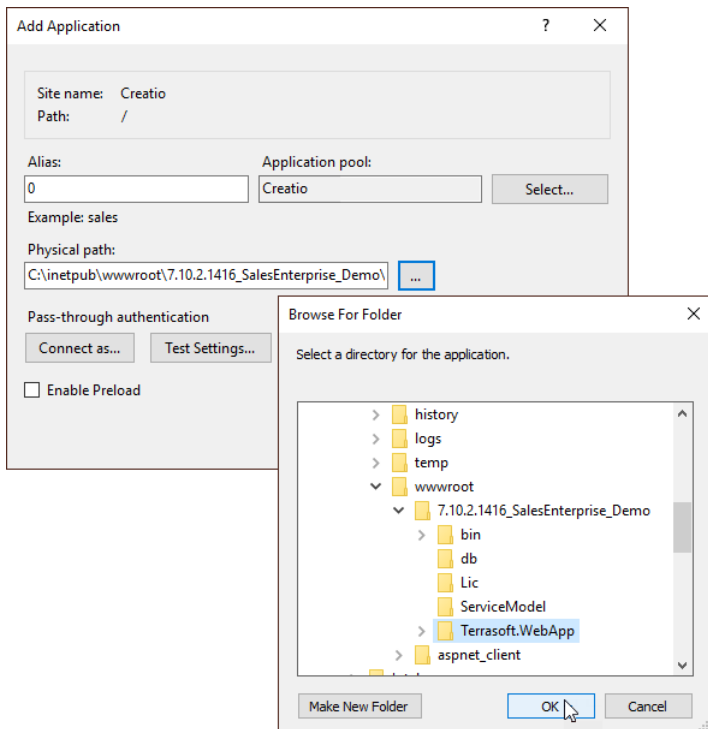 Add Application
?
Site name: Creatio
Path: /
Alias:
Application pool:
0
Creatio
Select...
Example: sales
Physical path:
C:\inetpub\wwwroot\7.10.2.1416_SalesEnterprise_Demo\
...
Pass-through authentication
Connect as...
Test Settings...
Enable Preload
Browse For Folder
Select a directory for the application.
history
logs
temp
wwwroot
7.10.2.1416_SalesEnterprise_Demo
bin
db
Lic
ServiceModel
Terrasoft.WebApp
aspnet_client
Make New Folder
OK
Cancel